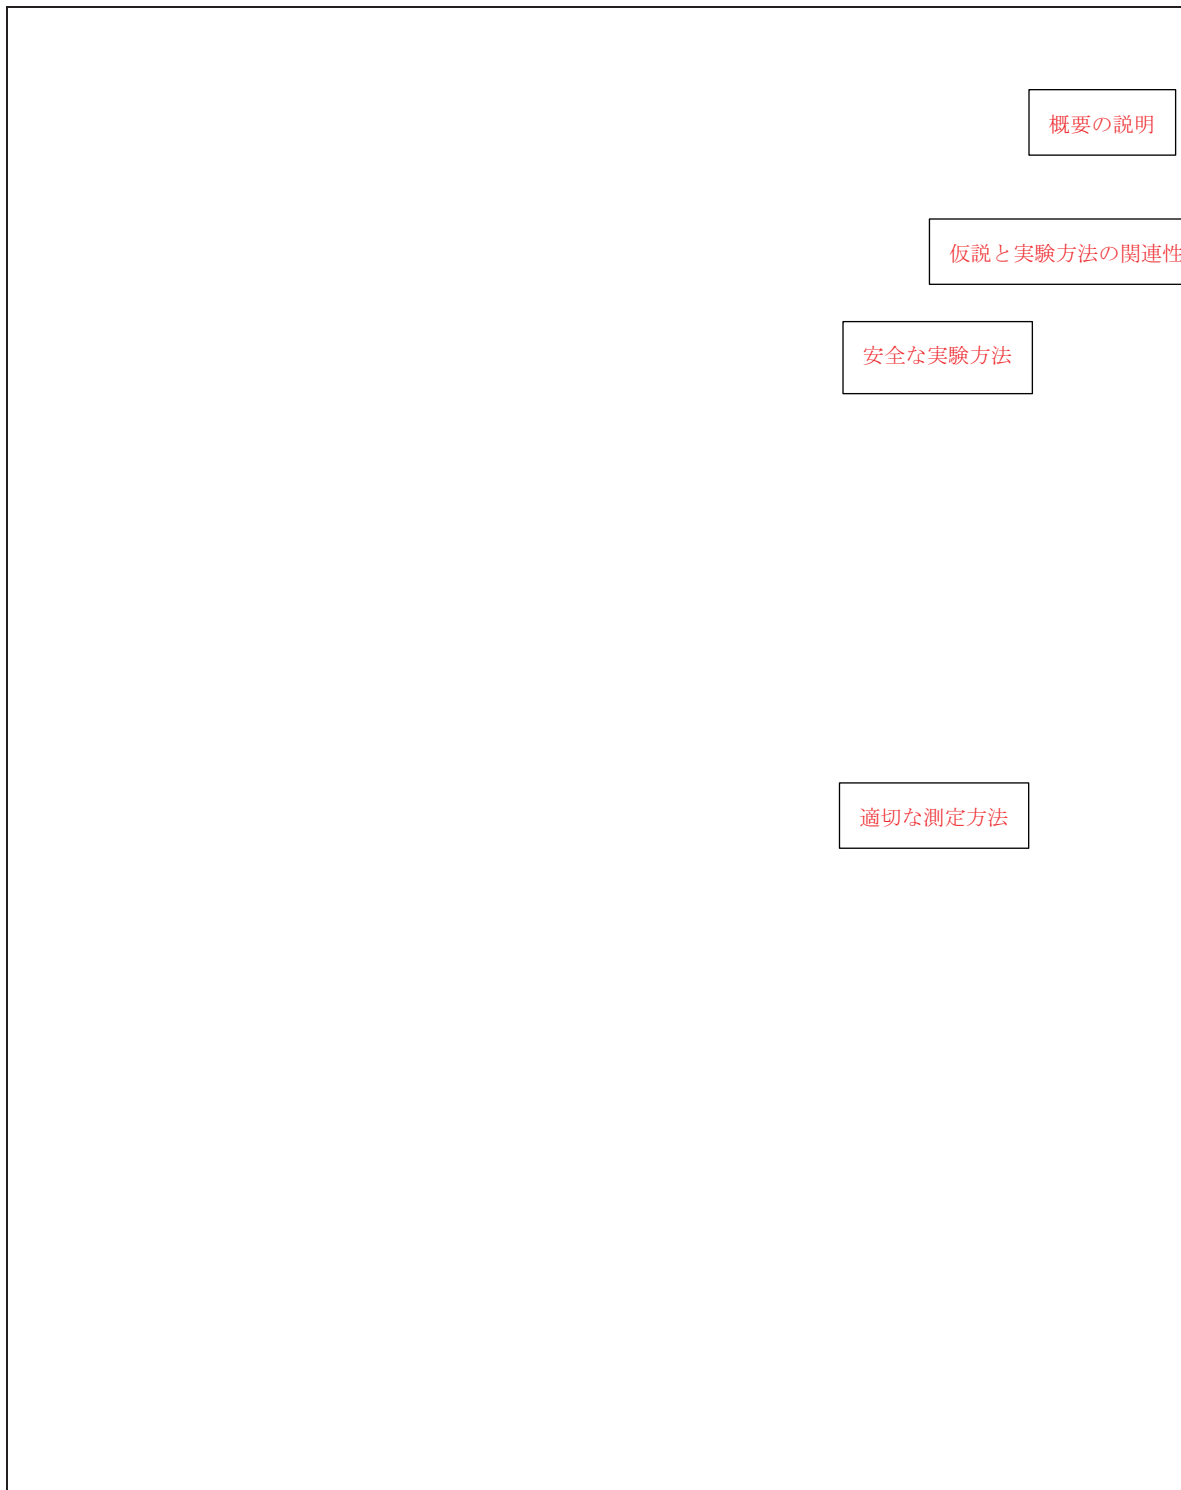 概要の説明
仮説と実験方法の関連性
安全な実験方法
適切な測定方法